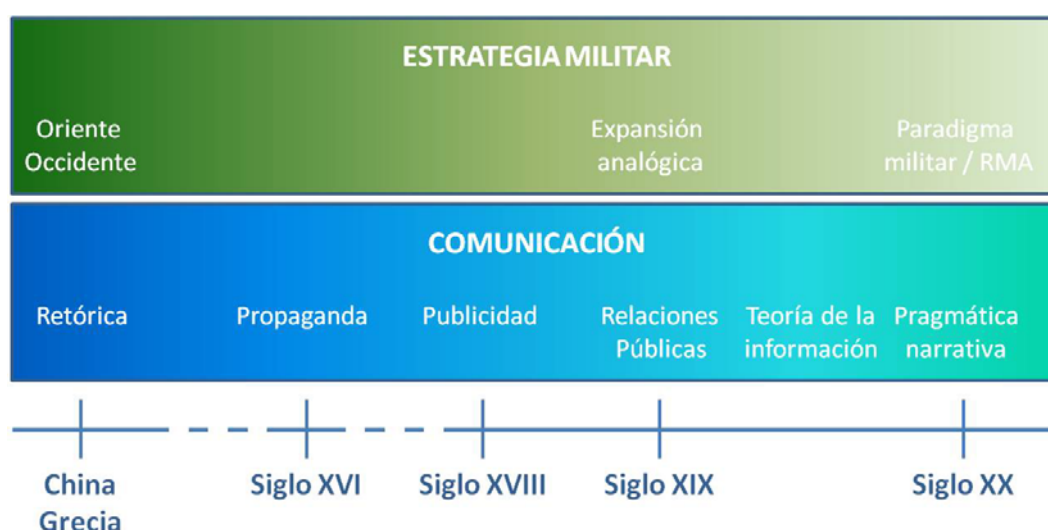 ESTRATEGIA MILITAR
Oriente
Occidente
Expansión
analógica
Paradigma
militar / RMA
COMUNICACIÓN
Retórica
Propaganda
Publicidad
Relaciones
Públicas
Teoría de la
información
Pragmática
narrativa
China
Grecia
Siglo XVI
Siglo XVIII
Siglo XIX
Siglo XX